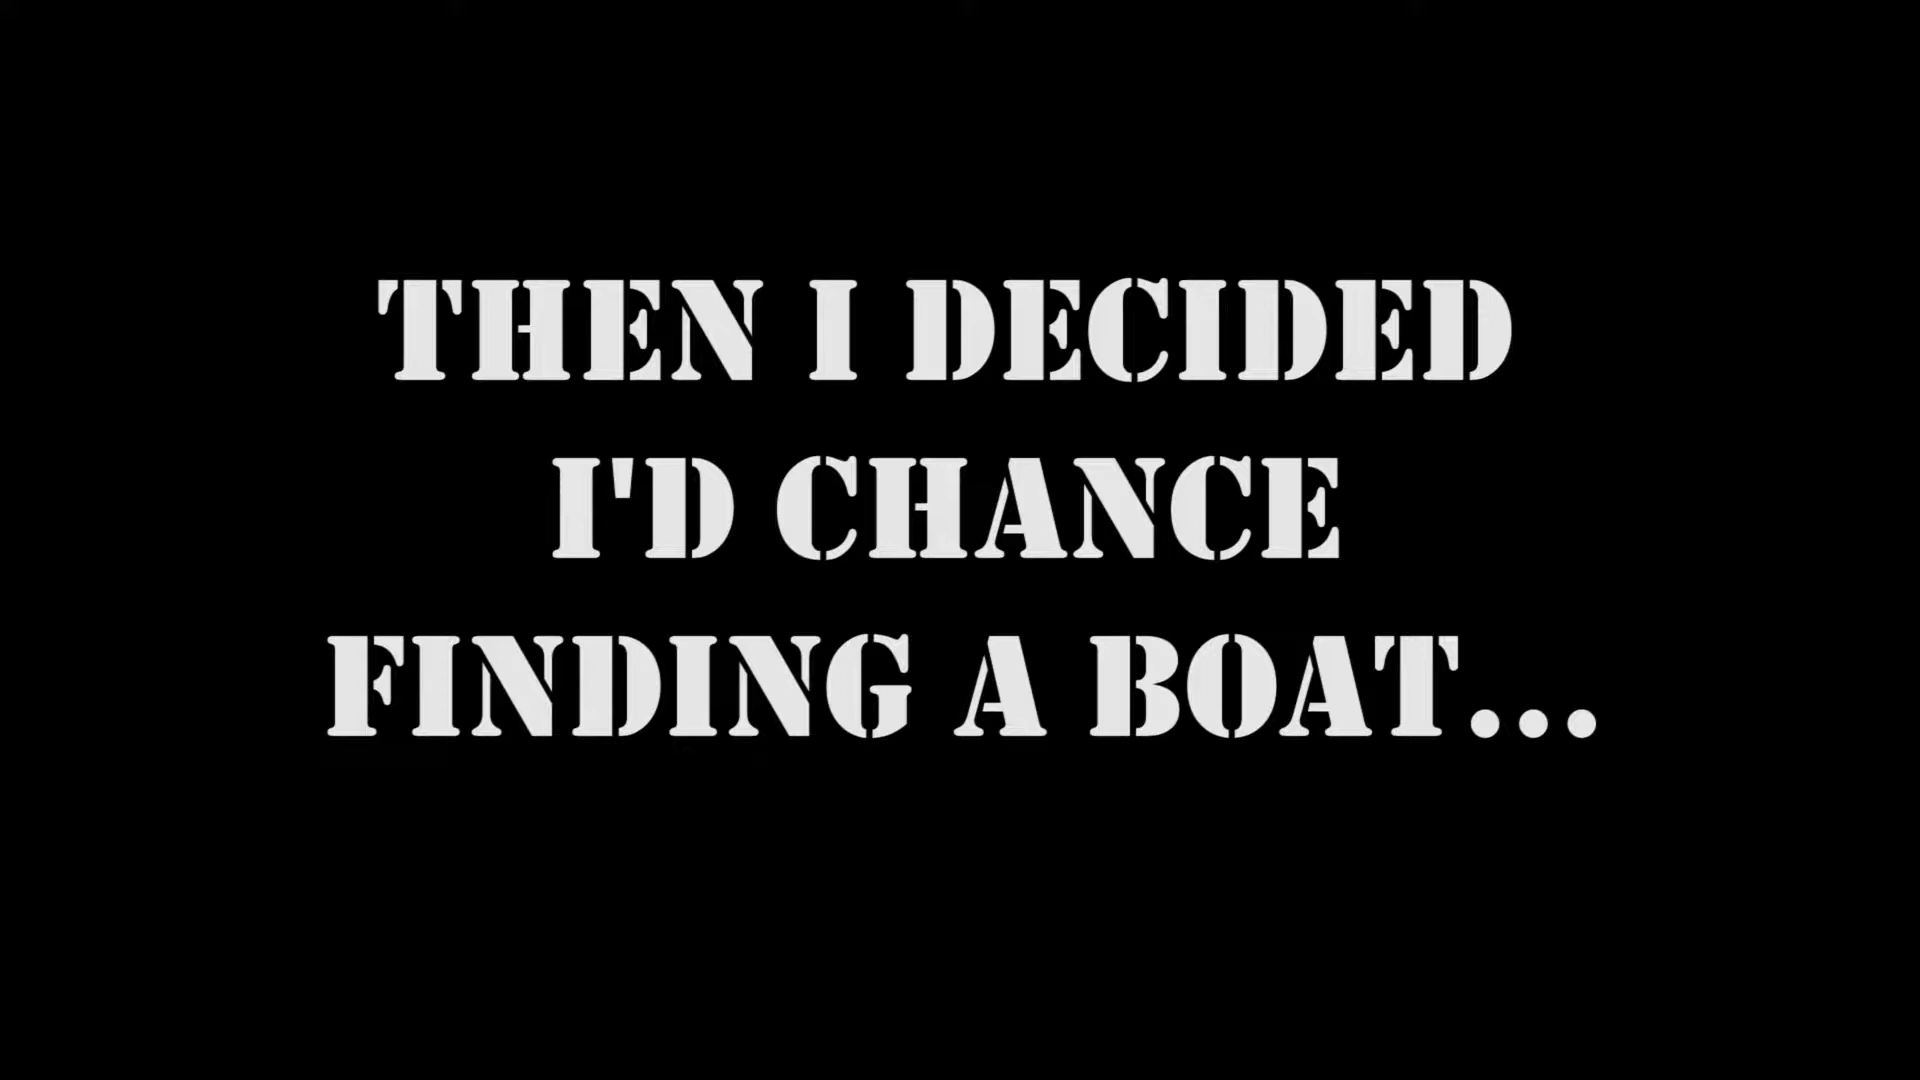 THEN I DECIDED
I'D CHANCE
FINDING A BOAT...